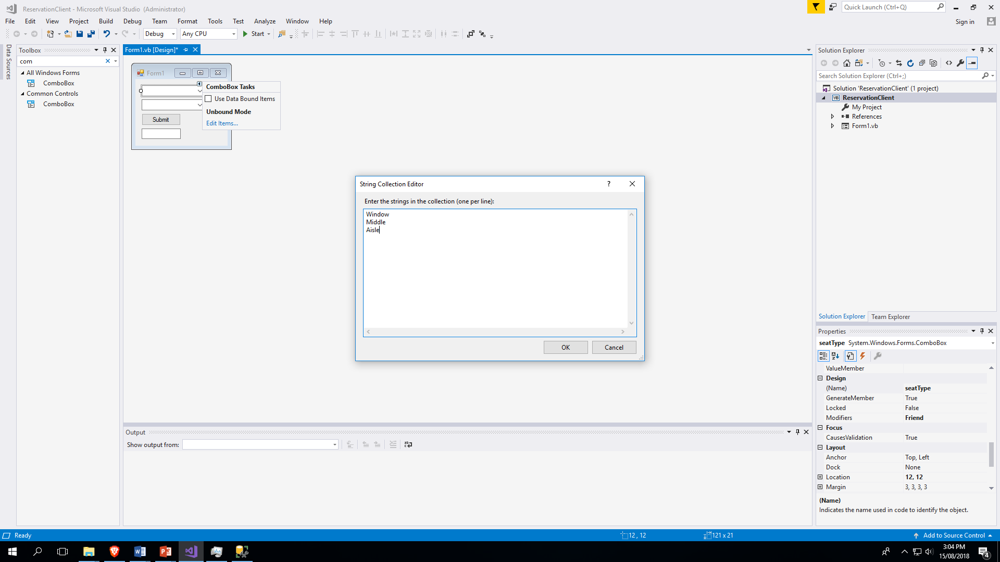 ReservationClient - Microsoft Visual Studio (Administrator)
Quick Launch (Ctrl+Q)
File Edit View Project Build Debug Team Format Tools Test Analyze Window Help
Sign in
Debug Any CPU Start
Data Sources
Toolbox
com
All Windows Forms
ComboBox
Common Controls
ComboBox
Form1.vb [Design]*
Form1
Submit
ComboBox Tasks
Use Data Bound Items
Unbound Mode
Edit Items...
String Collection Editor
?
Enter the strings in the collection (one per line):
Window
Middle
Aisle
OK Cancel
Output
Show output from:
Solution Explorer
Search Solution Explorer (Ctrl+;)
Solution 'ReservationClient' (1 project)
VB ReservationClient
My Project
References
Form1.vb
Solution Explorer Team Explorer
Properties
seatType System.Windows.Forms.ComboBox
ValueMember
Design
(Name) seatType
GenerateMember True
Locked False
Modifiers Friend
Focus
CausesValidation True
Layout
Anchor Top, Left
Dock None
Location 12, 12
Margin 3, 3, 3, 3
(Name)
Indicates the name used in code to identify the object.
Ready
12 , 12
121 x 21
Add to Source Control
3:04 PM
15/08/2018
4